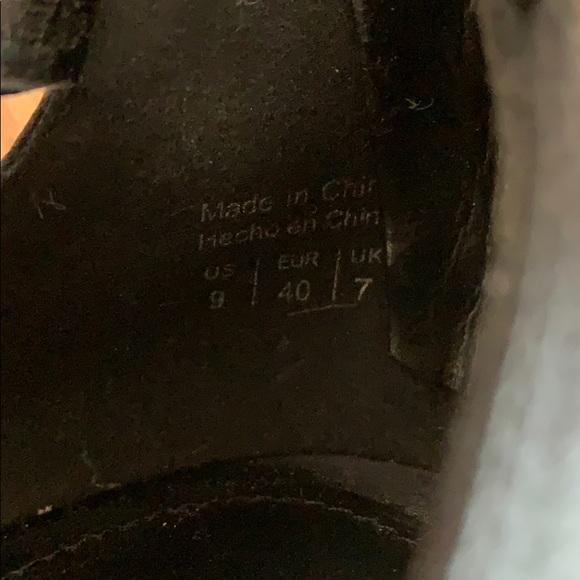 Made in Chin
Hecho en Chin
US | EUR | UK
9 | 40 | 7